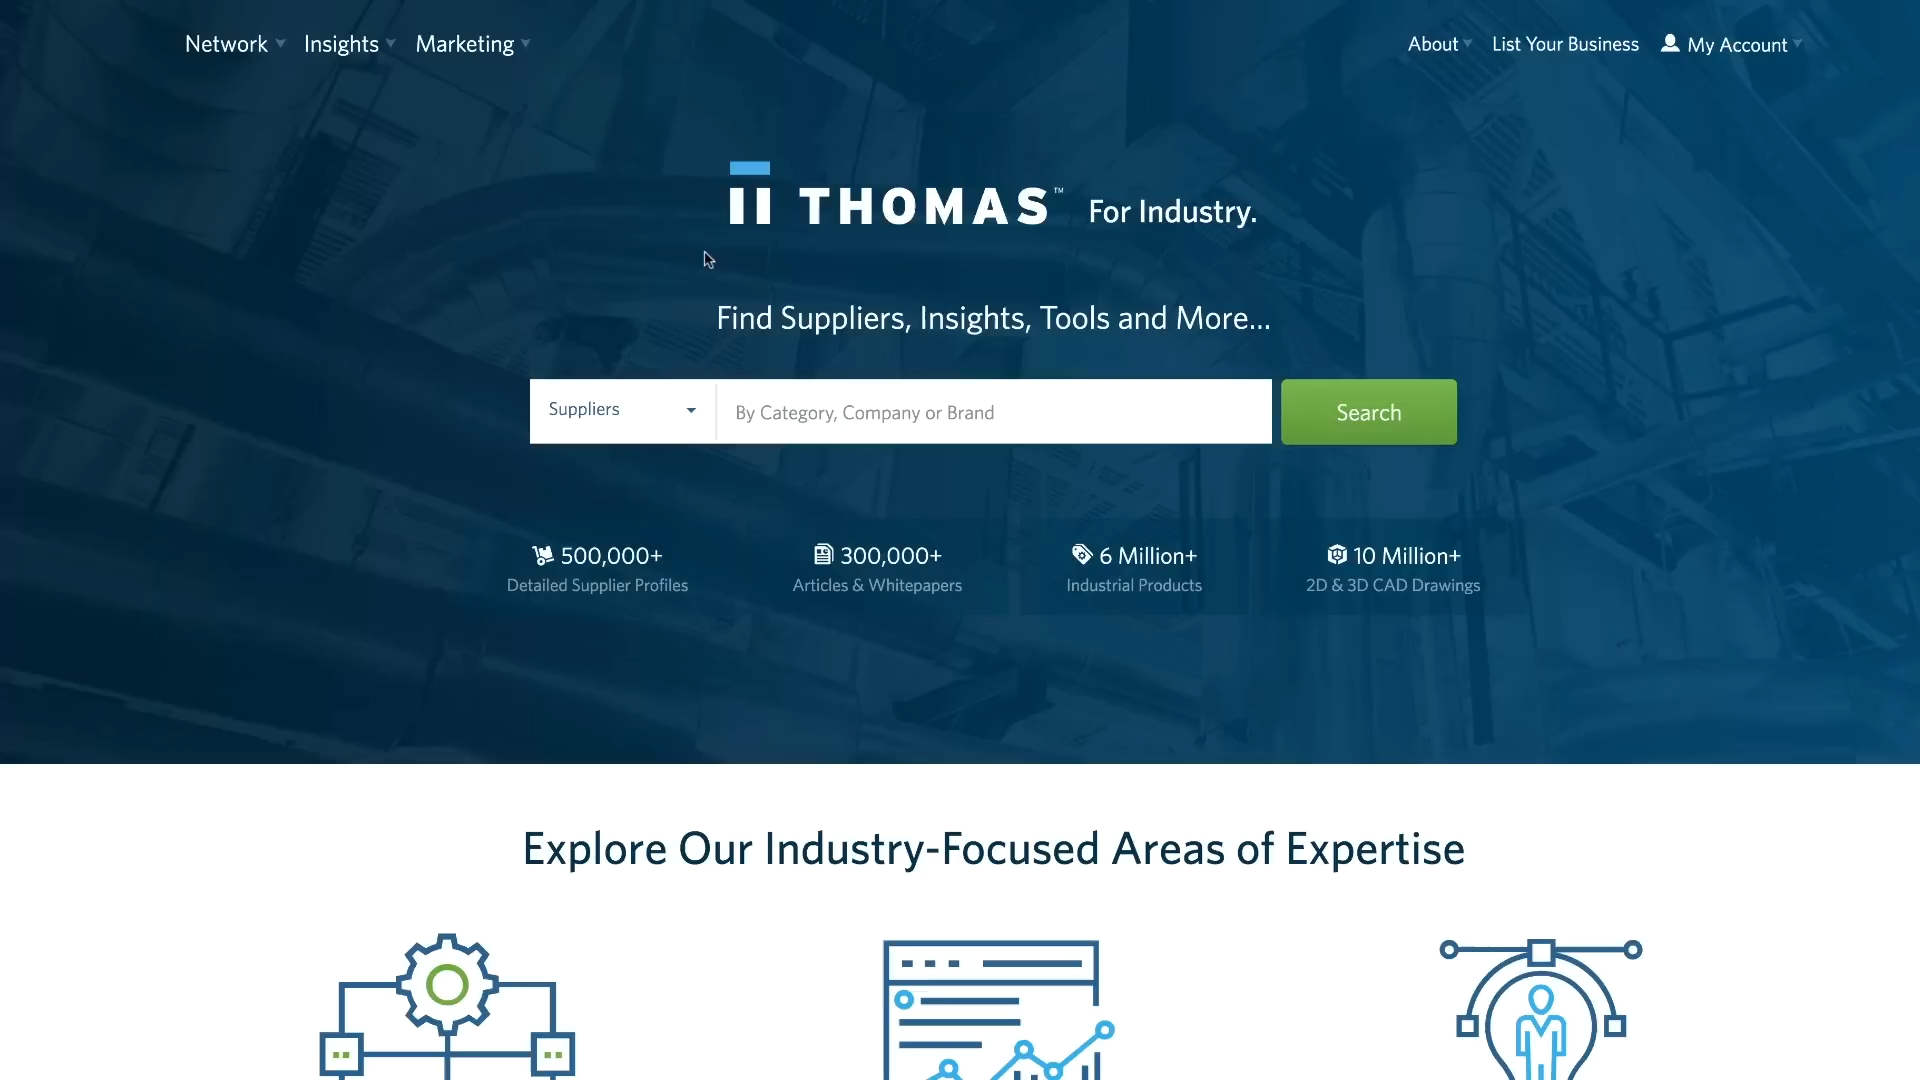 Network Insights Marketing About List Your Business My Account
THOMAS™ For Industry.
Find Suppliers, Insights, Tools and More...
Suppliers By Category, Company or Brand Search
500,000+ 300,000+ 6 Million+ 10 Million+
Detailed Supplier Profiles Articles & Whitepapers Industrial Products 2D & 3D CAD Drawings
Explore Our Industry-Focused Areas of Expertise